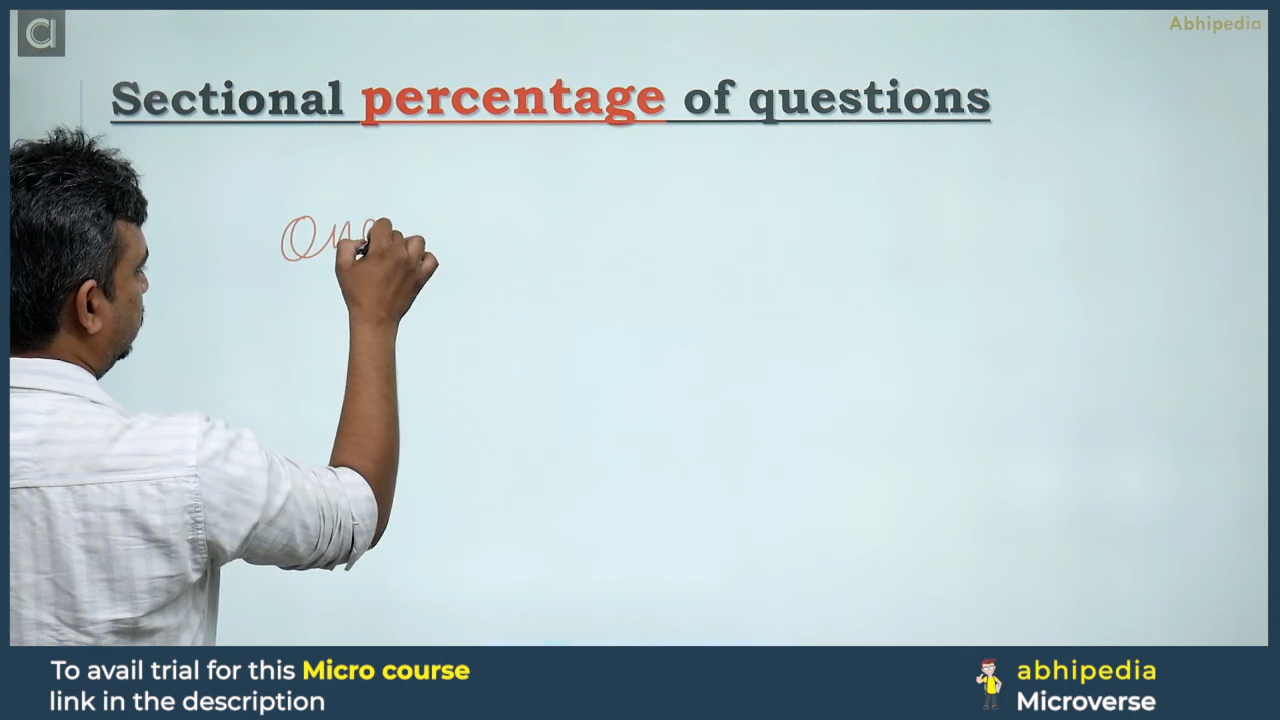 Abhipedia
Sectional percentage of questions
To avail trial for this Micro course
link in the description
abhipedia
Microverse